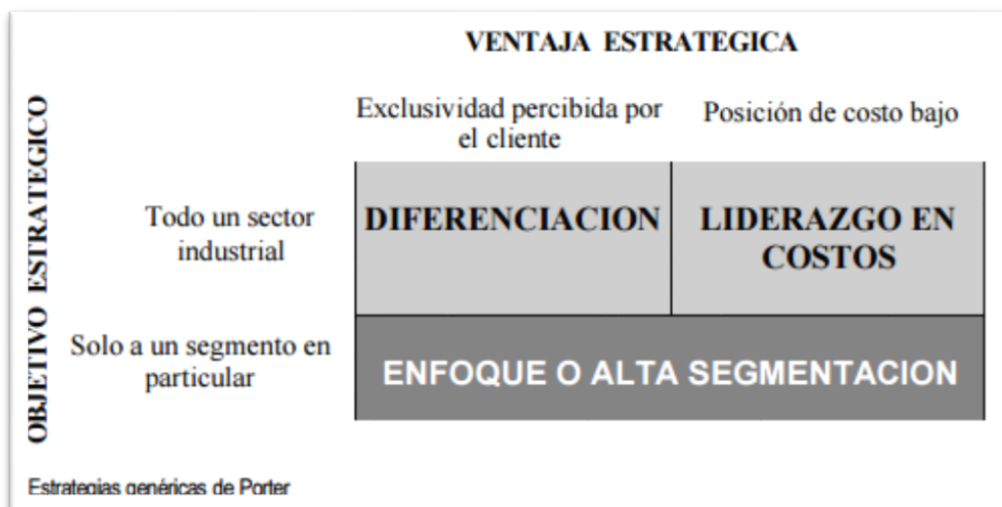 VENTAJA ESTRATEGICA
OBJETIVO ESTRATEGICO
Exclusividad percibida por
el cliente
Posición de costo bajo
Todo un sector
industrial
DIFERENCIACION
LIDERAZGO EN
COSTOS
Solo a un segmento en
particular
ENFOQUE O ALTA SEGMENTACION
Estrategias genéricas de Porter